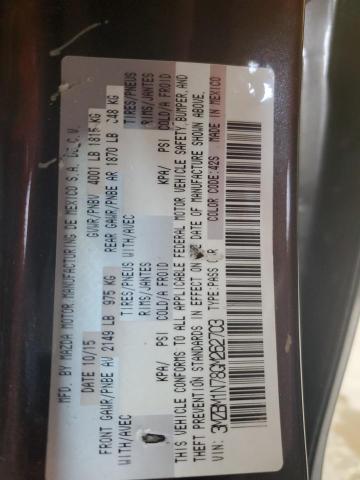 MFD. BY MAZDA MOTOR MANUFACTURING DE MEXICO S.A. C.V.
DATE 10/15 GVWR/PNBV 4001 LB 1815 KG
FRONT GAWR/PNBE AV 2149 LB 975 KG REAR GAWR/PNBE AR 1870 LB 848 KG
WITH/AVEC TIRES/PNEUS WITH/AVEC TIRES/PNEUS
RIMS/JANTES RIMS/JANTES
KPA/ PSI COLD/A FROID KPA/ PSI COLD/A FROID
THIS VEHICLE CONFORMS TO ALL APPLICABLE FEDERAL MOTOR VEHICLE SAFETY, BUMPER, AND
THEFT PREVENTION STANDARDS IN EFFECT ON DATE OF MANUFACTURE SHOWN ABOVE.
3MZBM1N78GM262703 COLOR CODE: 42S MADE IN MEXICO
VIN: TYPE: PASS